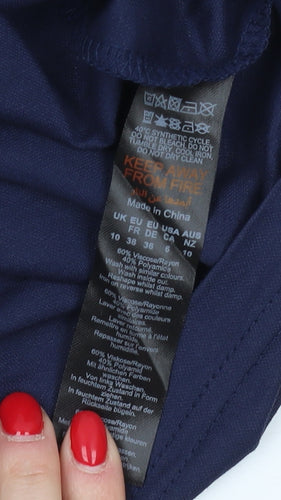 40°C SYNTHETIC CYCLE
DO NOT BLEACH, DO NOT
TUMBLE DRY, COOL IRON,
DO NOT DRY CLEAN
KEEP AWAY
FROM FIRE
Made in China
UK EU EU USA AUS
FR DE CA NZ
10 38 36 6 10
60% Viscose/Rayon
40% Polyamide
Wash with similar colours.
Wash inside out.
Reshape whilst damp.
Iron on reverse whilst damp.
60% Viscose/Rayonne
40% Polyamide
Laver avec des couleurs
similaires.
Laver retourné.
Remettre en forme
humide.
Repasser sur l'envers
humide.
60% Viskose/Rayon
40% Polyamid
Mit ähnlichen Farben
waschen.
Von links Waschen.
In feuchtem Zustand in Form
ziehen.
In feuchtem Zustand auf der
Rückseite bügeln.